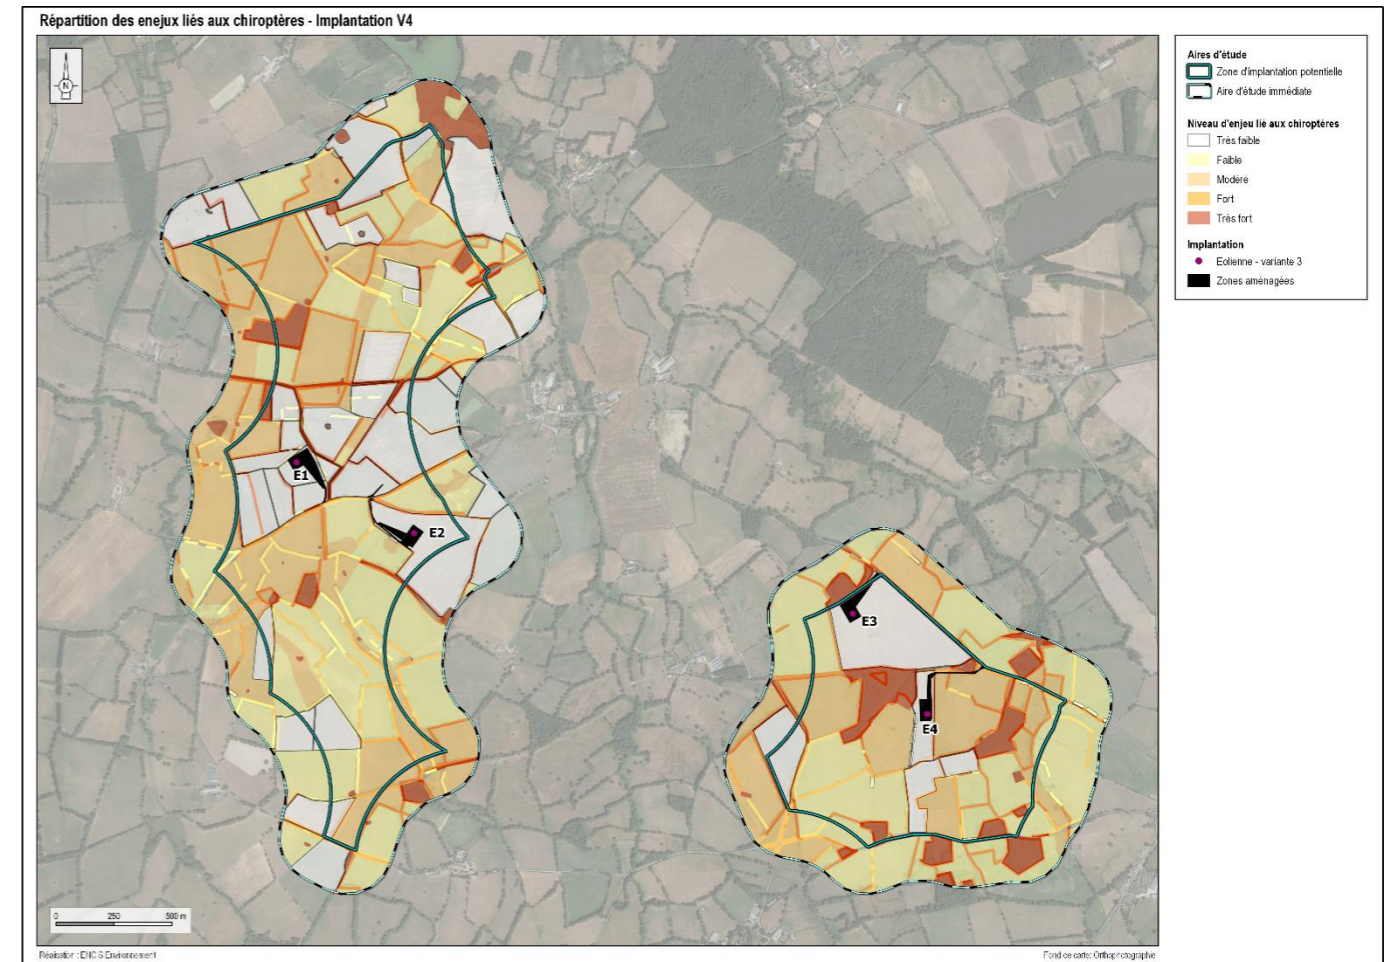 Répartition des enejux liés aux chiroptères - Implantation V4
N
Aires d'étude
Zone d'implantation potentielle
Aire d'étude immédiate
Niveau d'enjeu lié aux chiroptères
Très faible
Faible
Modéré
Fort
Très fort
Implantation
Eolienne - variante 3
Zones aménagées
E1
E2
E3
E4
0 250 500 m
Réalisation : ENCIS Environnement
Fond de carte: Orthophotographie